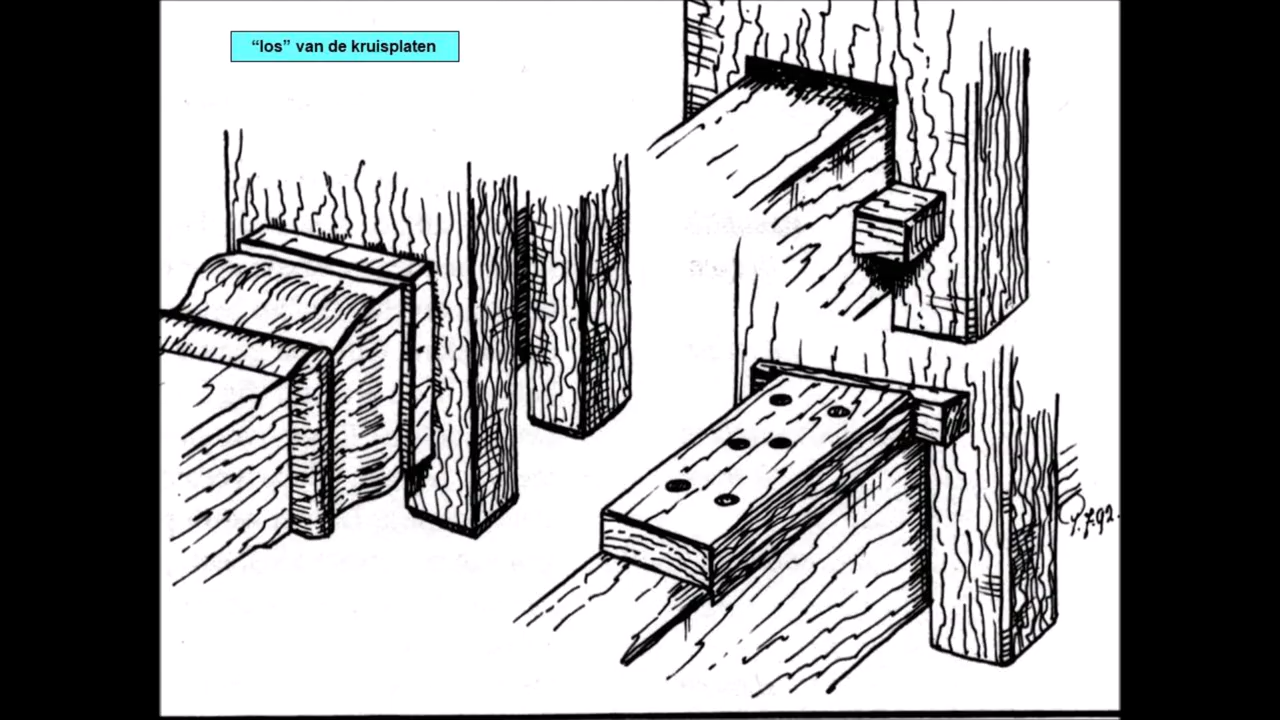 “los” van de kruisplaten